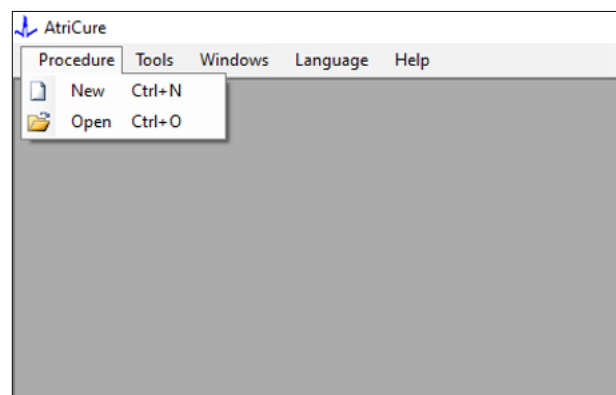 AtriCure
Procedure Tools Windows Language Help
New Ctrl+N
Open Ctrl+O